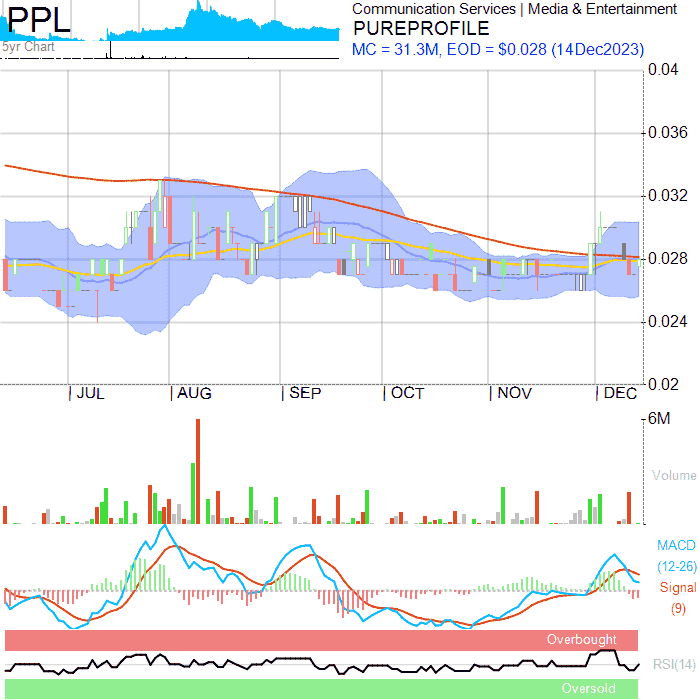 PPL
5yr Chart
Communication Services | Media & Entertainment
PUREPROFILE
MC = 31.3M, EOD = $0.028 (14Dec2023)
0.04
0.036
0.032
0.028
0.024
0.02
JUL AUG SEP OCT NOV DEC
6M
Volume
MACD
(12-26)
Signal
(9)
Overbought
RSI(14)
Oversold